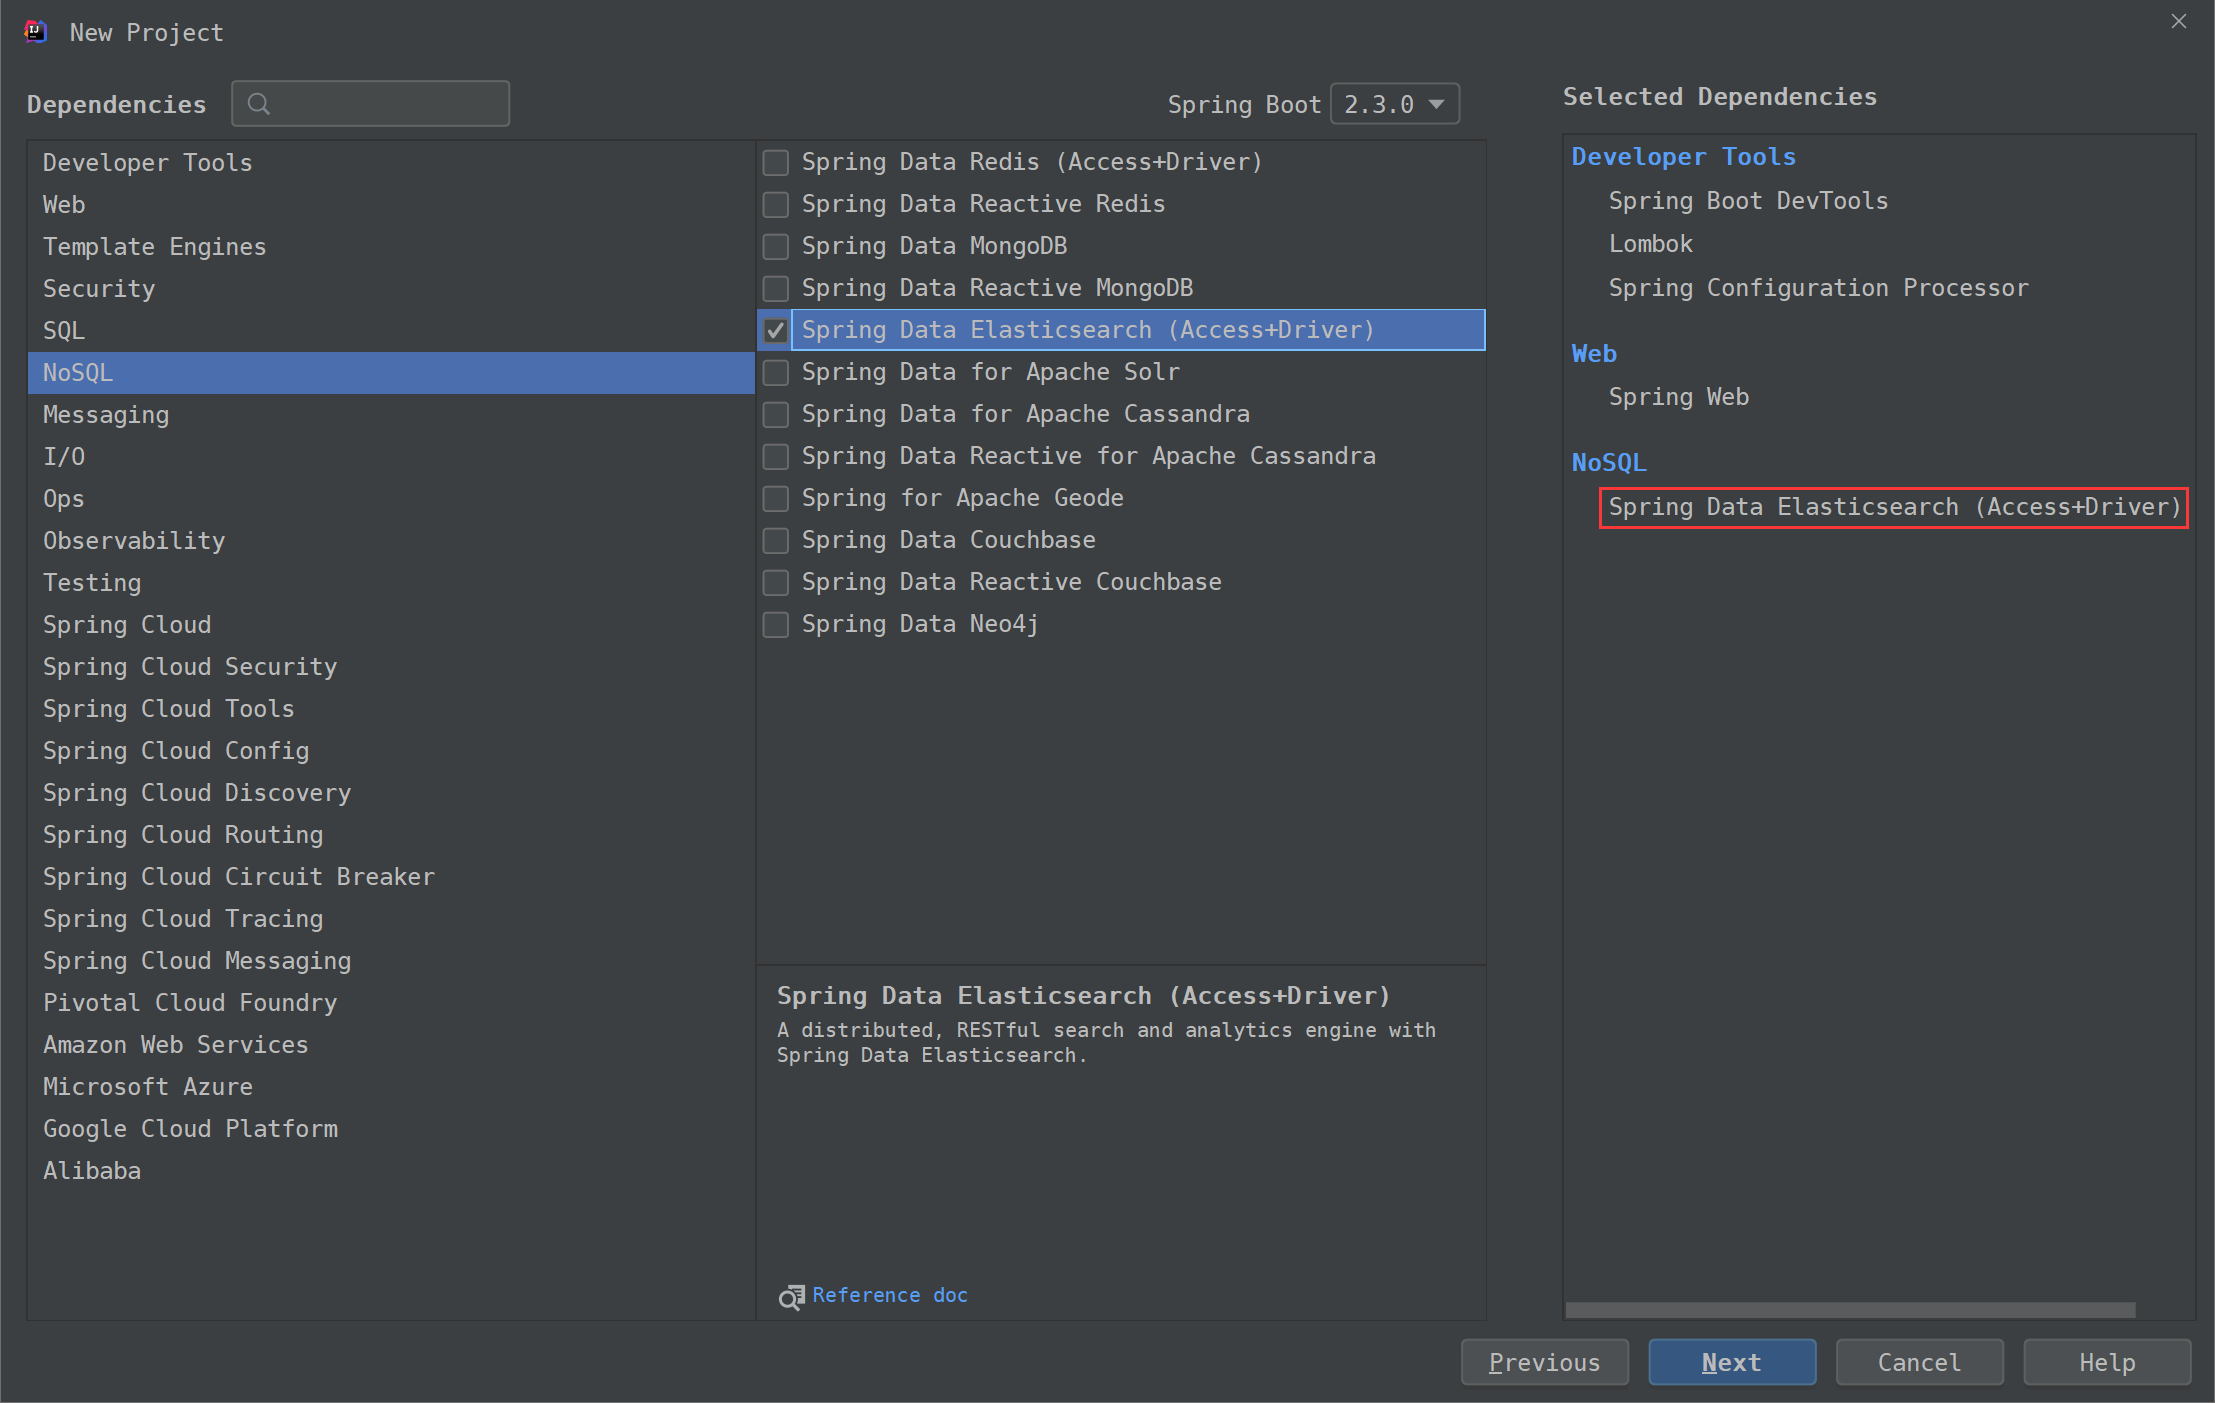 New Project
Dependencies
Spring Boot 2.3.0
Developer Tools
Web
Template Engines
Security
SQL
NoSQL
Messaging
I/O
Ops
Observability
Testing
Spring Cloud
Spring Cloud Security
Spring Cloud Tools
Spring Cloud Config
Spring Cloud Discovery
Spring Cloud Routing
Spring Cloud Circuit Breaker
Spring Cloud Tracing
Spring Cloud Messaging
Pivotal Cloud Foundry
Amazon Web Services
Microsoft Azure
Google Cloud Platform
Alibaba
Spring Data Redis (Access+Driver)
Spring Data Reactive Redis
Spring Data MongoDB
Spring Data Reactive MongoDB
Spring Data Elasticsearch (Access+Driver)
Spring Data for Apache Solr
Spring Data for Apache Cassandra
Spring Data Reactive for Apache Cassandra
Spring for Apache Geode
Spring Data Couchbase
Spring Data Reactive Couchbase
Spring Data Neo4j
Spring Data Elasticsearch (Access+Driver)
A distributed, RESTful search and analytics engine with
Spring Data Elasticsearch.
Reference doc
Selected Dependencies
Developer Tools
Spring Boot DevTools
Lombok
Spring Configuration Processor
Web
Spring Web
NoSQL
Spring Data Elasticsearch (Access+Driver)
Previous
Next
Cancel
Help